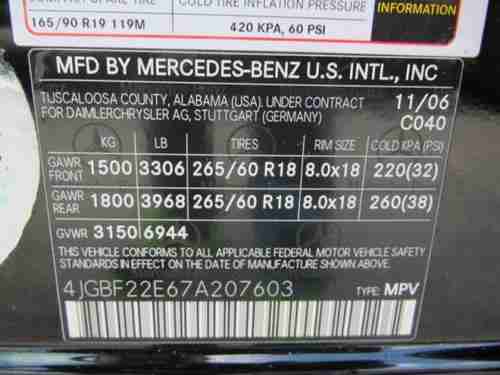 COLD TIRE INFLATION PRESSURE
165/90 R19 119M
420 KPA, 60 PSI
INFORMATION
MFD BY MERCEDES-BENZ U.S. INTL., INC
TUSCALOOSA COUNTY, ALABAMA (USA). UNDER CONTRACT 11/06
FOR DAIMLERCHRYSLER AG, STUTTGART (GERMANY) C040
KG LB TIRES RIM SIZE COLD KPA (PSI)
GAWR FRONT 1500 3306 265/60 R18 8.0x18 220(32)
GAWR REAR 1800 3968 265/60 R18 8.0x18 260(38)
GVWR 3150 6944
THIS VEHICLE CONFORMS TO ALL APPLICABLE FEDERAL MOTOR VEHICLE SAFETY
STANDARDS IN EFFECT ON THE DATE OF MANUFACTURE SHOWN ABOVE.
4JGBF22E67A207603 TYPE: MPV